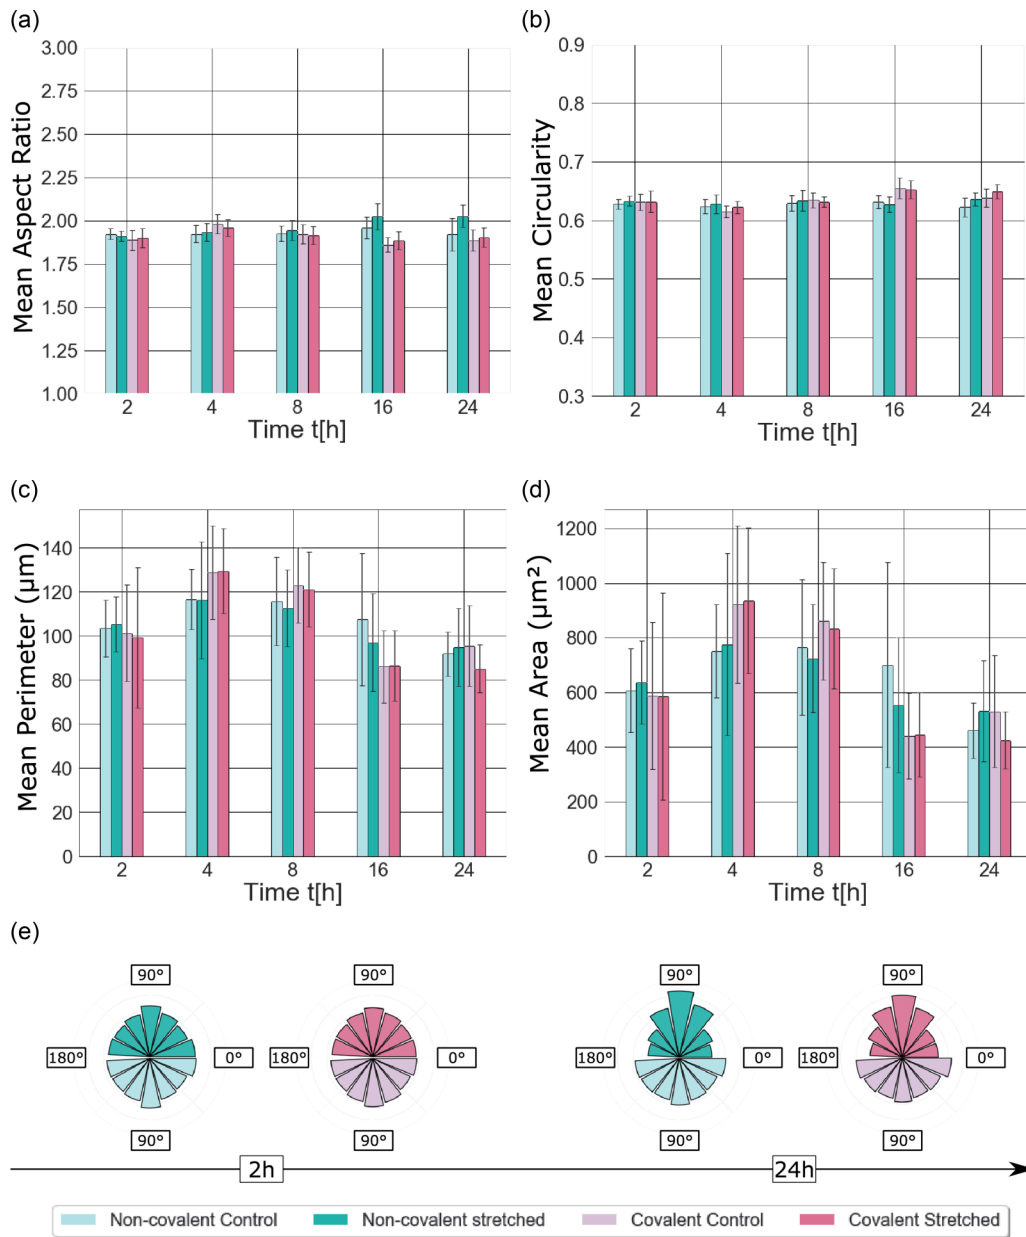 (a)
3.00
2.75
2.50
2.25
2.00
1.75
1.50
1.25
1.00
Mean Aspect Ratio
2 4 8 16 24
Time t[h]
(b)
0.9
0.8
0.7
0.6
0.5
0.4
0.3
Mean Circularity
2 4 8 16 24
Time t[h]
(c)
140
120
100
80
60
40
20
0
Mean Perimeter (µm)
2 4 8 16 24
Time t[h]
(d)
1200
1000
800
600
400
200
0
Mean Area (µm²)
2 4 8 16 24
Time t[h]
(e)
90° 90° 90° 90°
180° 0° 180° 0° 180° 0° 180° 0°
90° 90° 90° 90°
2h 24h
Non-covalent Control Non-covalent stretched Covalent Control Covalent Stretched